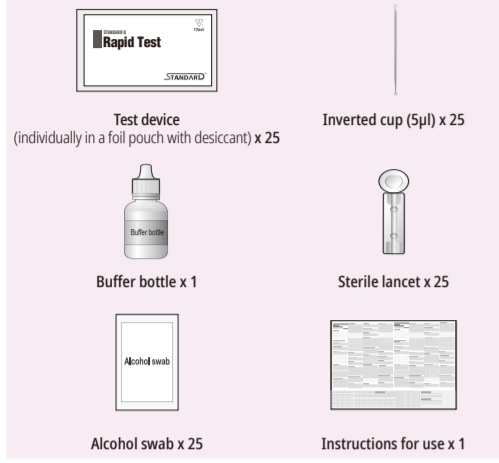 STANDARD Q
Rapid Test
1Test
STANDARD
Test device
(individually in a foil pouch with desiccant) x 25
Inverted cup (5μl) x 25
Buffer bottle
Buffer bottle x 1
Sterile lancet x 25
Alcohol swab
Alcohol swab x 25
Instructions for use x 1